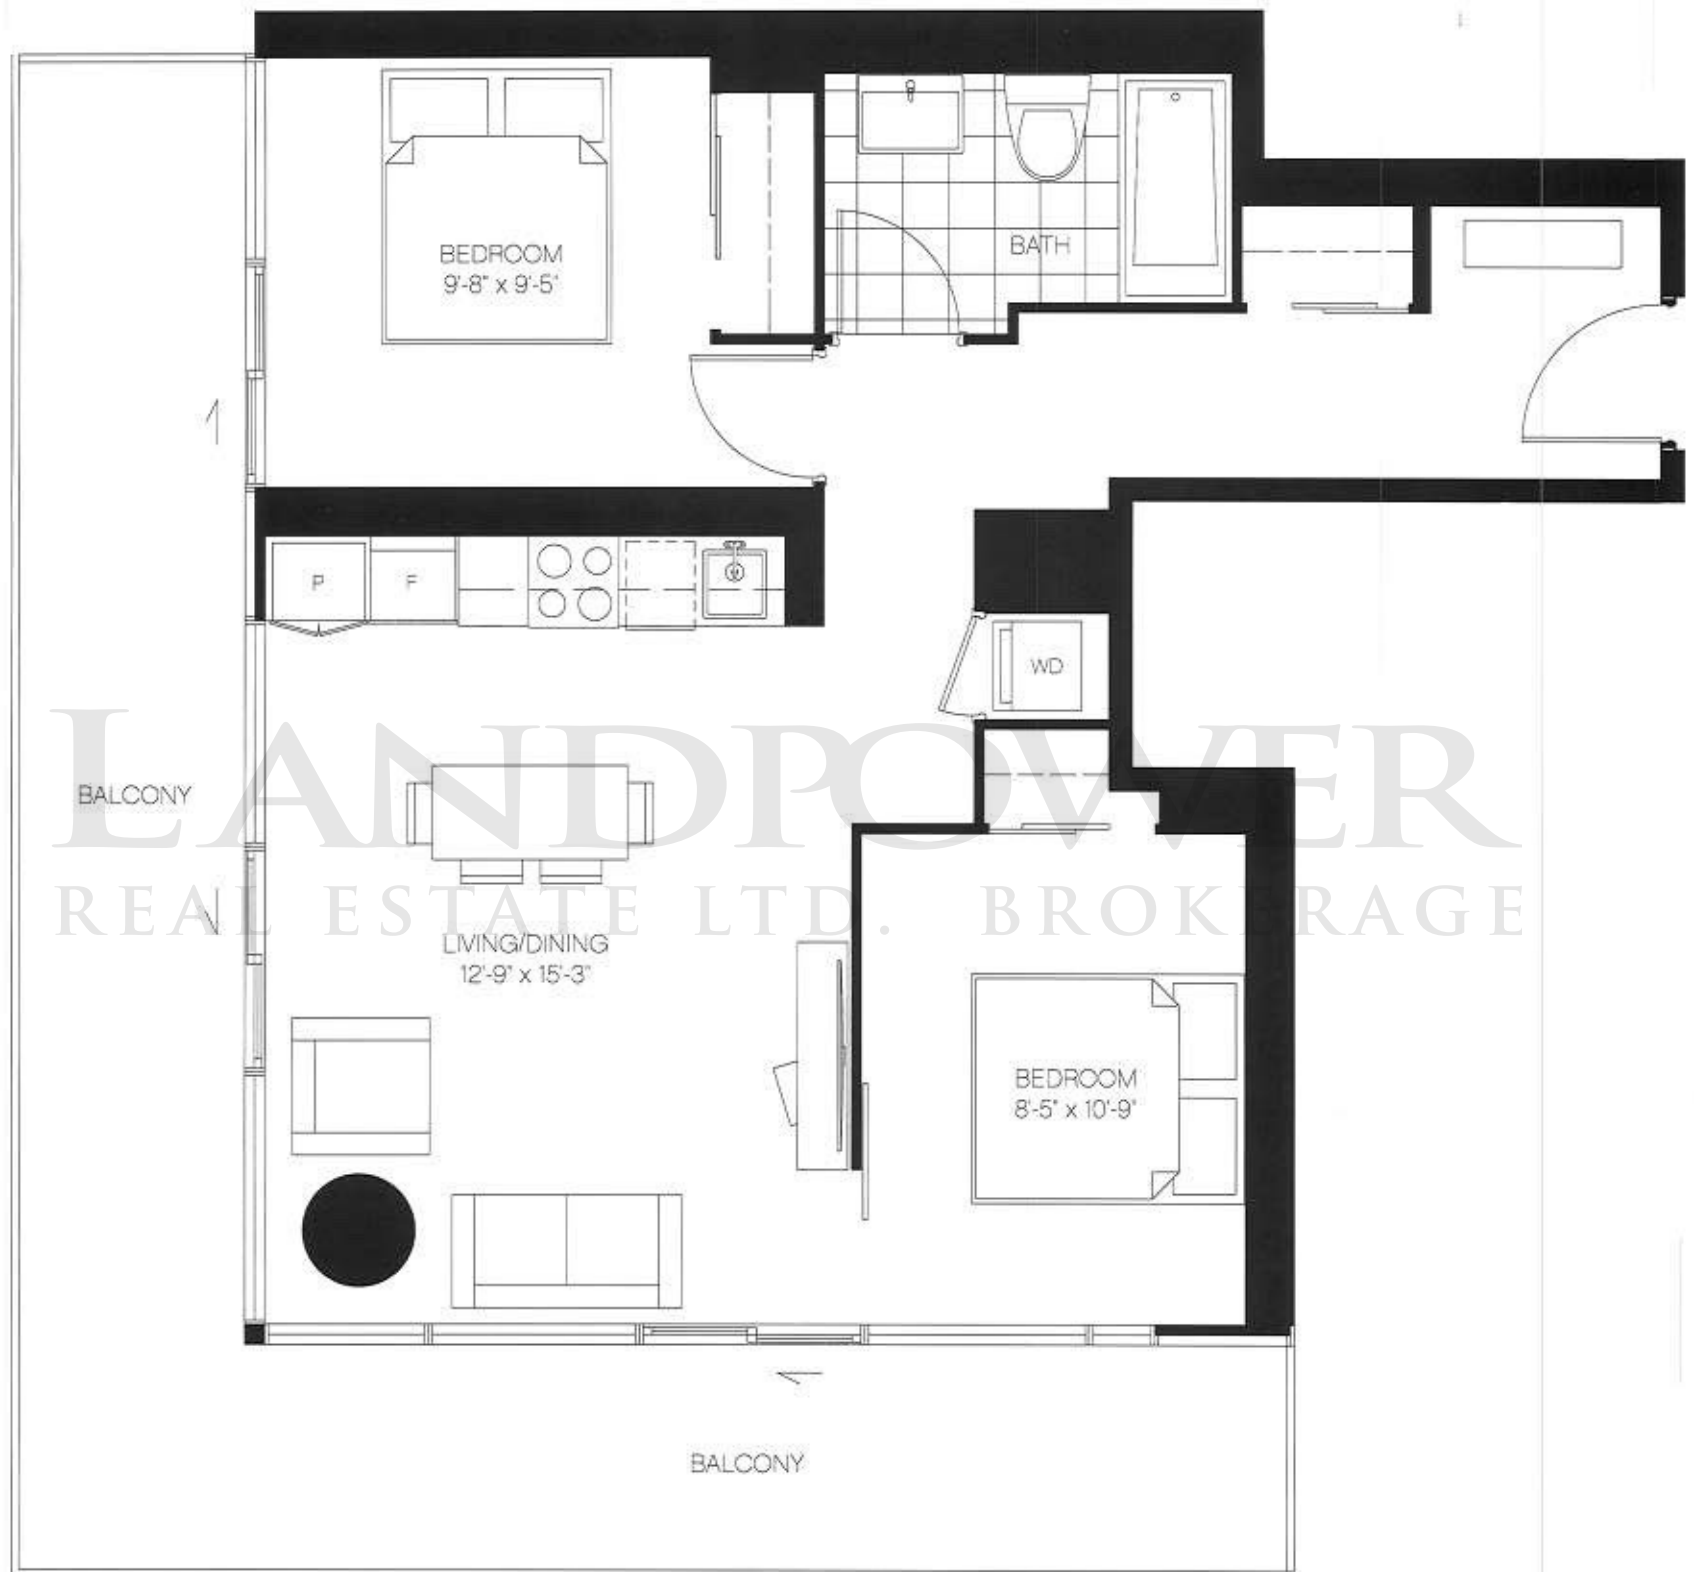 BEDROOM
9'-8" x 9'-5"
BATH
P
F
WD
LANDPOWER
BALCONY
REAL ESTATE LTD. BROKERAGE
LIVING/DINING
12'-9" x 15'-3"
BEDROOM
8'-5" x 10'-9"
BALCONY